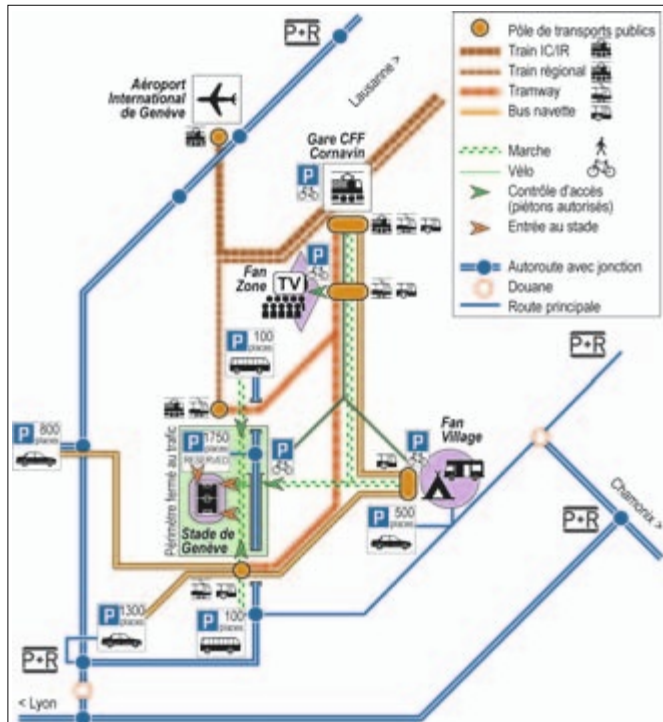 P+R
Aéroport
International
de Genève
Lausanne >
Gare CFF
Cornavin
P
P
Fan
Zone
TV
P
100
places
P
800
places
P
1750
places
RESERVED
P
Périmètre fermé au trafic
Stade de
Genève
P
Fan
Village
P
500
places
P+R
Chamonix >
P+R
P
1300
places
P
100
places
P+R
< Lyon
Pôle de transports publics
Train IC/IR
Train régional
Tramway
Bus navette
Marche
Vélo
Contrôle d'accès
(piétons autorisés)
Entrée au stade
Autoroute avec jonction
Douane
Route principale